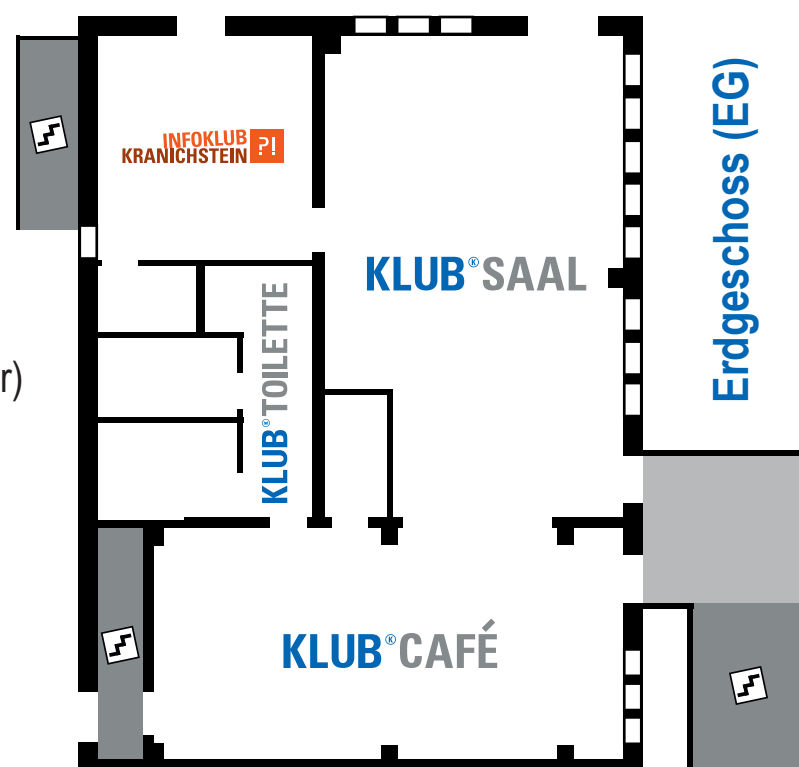 INFOKLUB
KRANICHSTEIN ?!
KLUB®SAAL
Erdgeschoss (EG)
KLUB®TOILETTE
r)
KLUB®CAFÉ